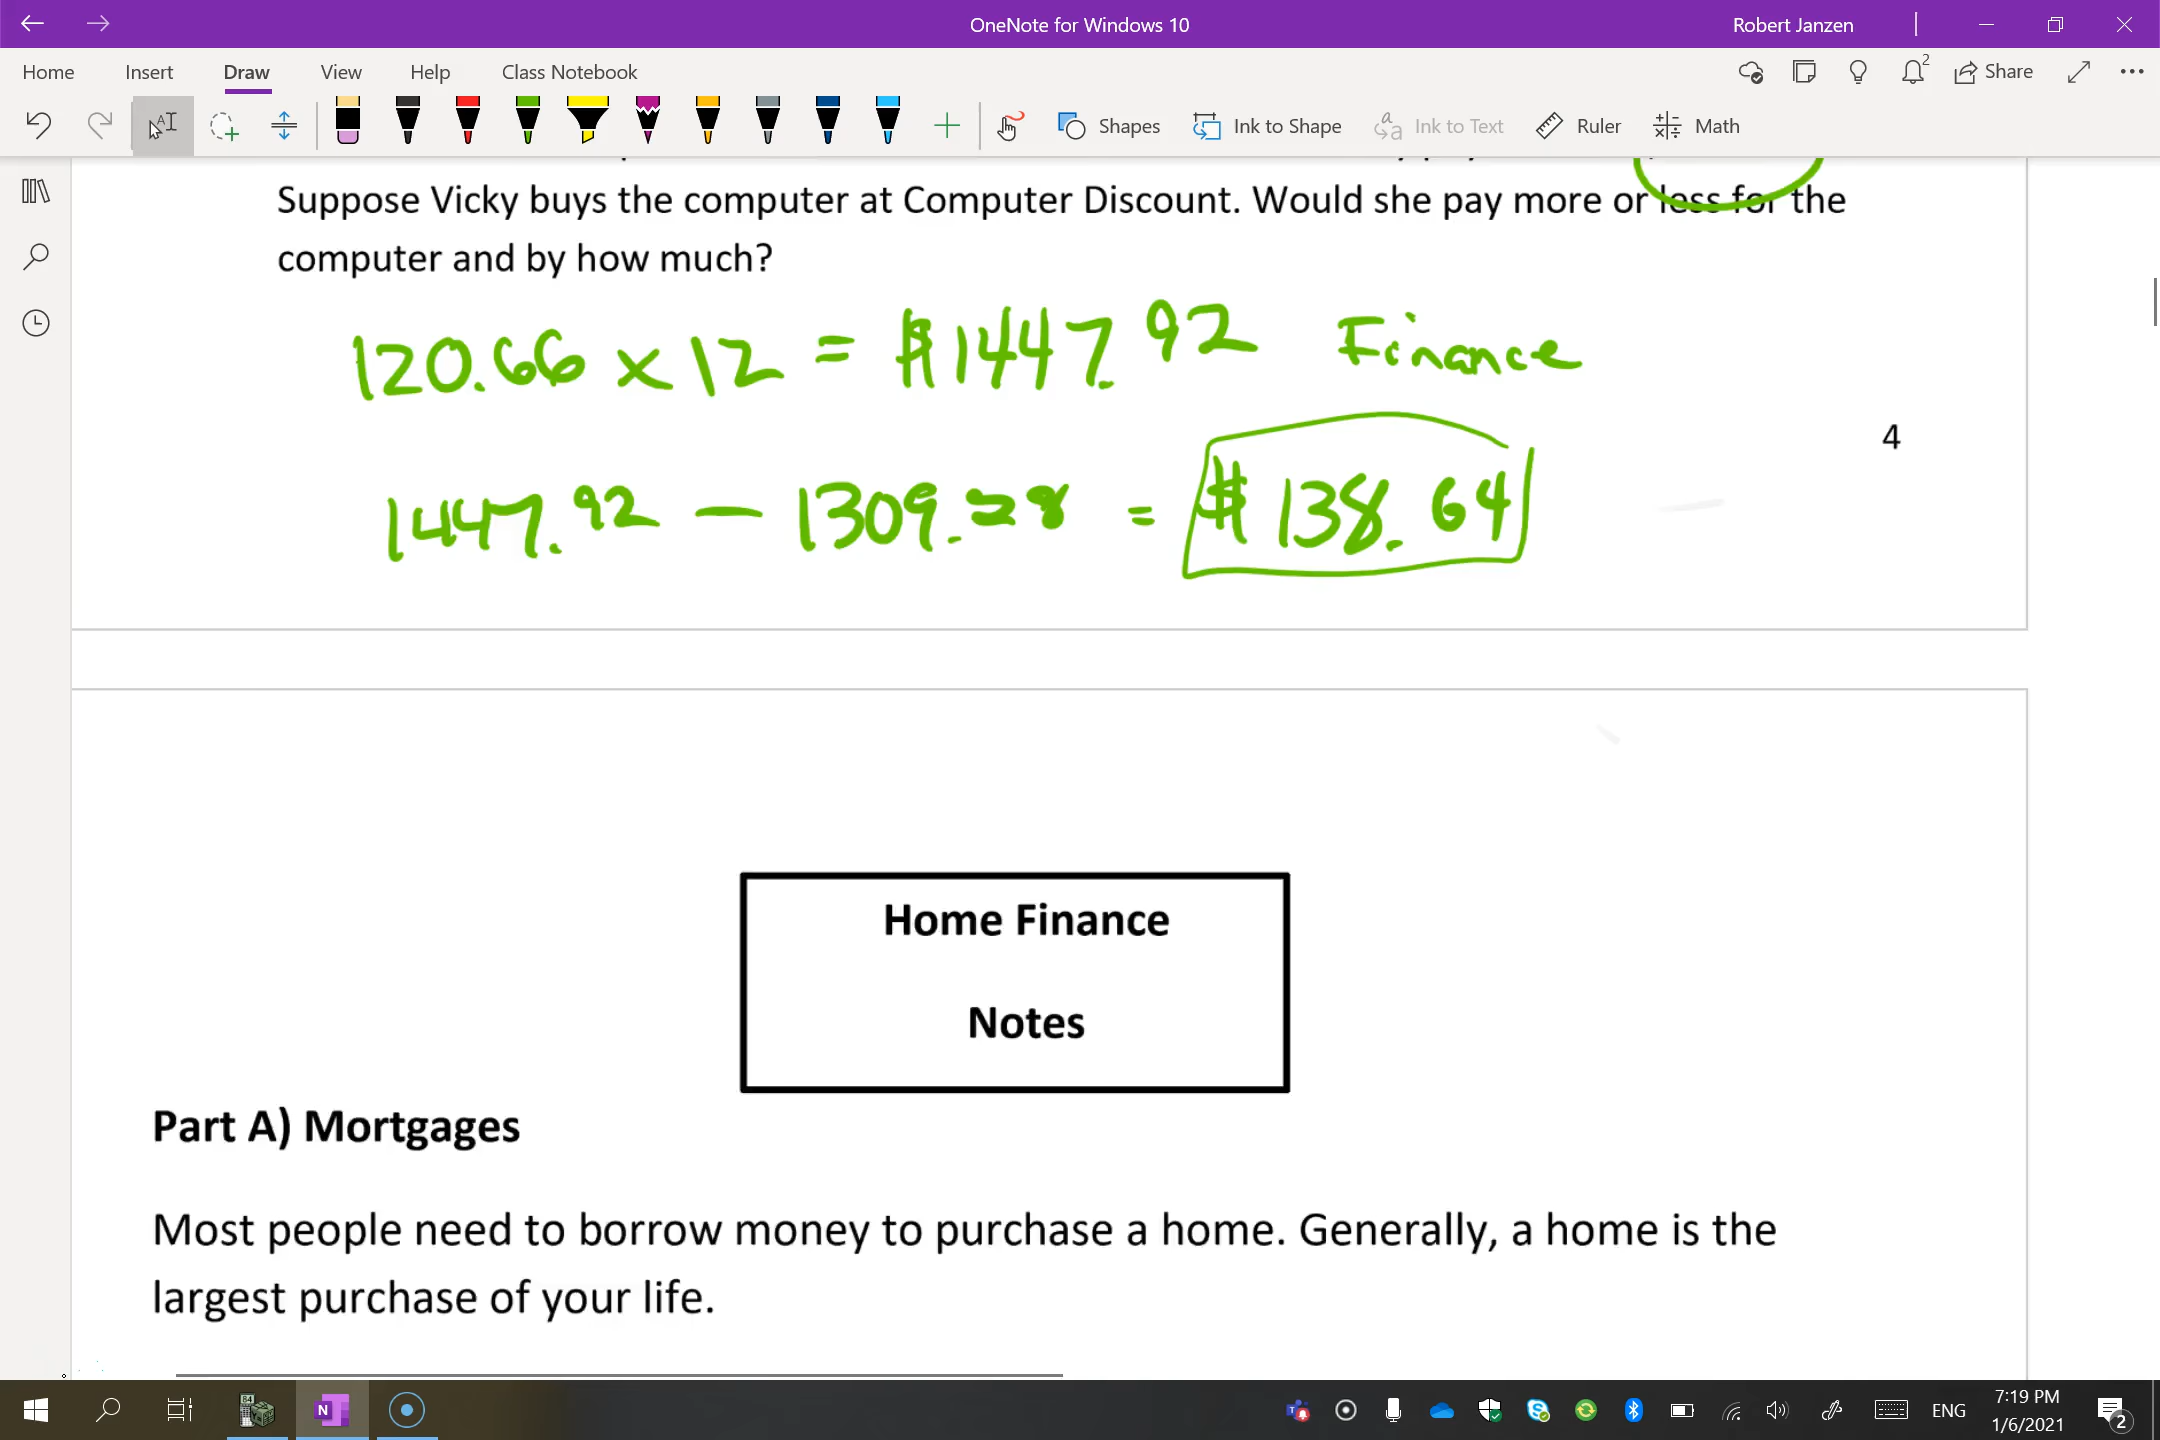 OneNote for Windows 10
Robert Janzen
Home Insert Draw View Help Class Notebook
2 Share
Shapes Ink to Shape Ink to Text Ruler Math
Suppose Vicky buys the computer at Computer Discount. Would she pay more or less for the
computer and by how much?
120.66 x 12 = $1447.92 Finance
4
1447.92 - 1309.28 = $138.64
Home Finance
Notes
Part A) Mortgages
Most people need to borrow money to purchase a home. Generally, a home is the
largest purchase of your life.
ENG
7:19 PM
1/6/2021
2